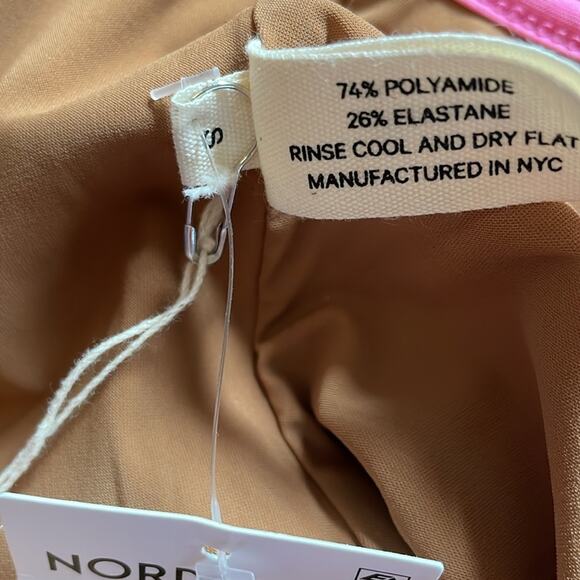 74% POLYAMIDE
26% ELASTANE
RINSE COOL AND DRY FLAT
MANUFACTURED IN NYC
S